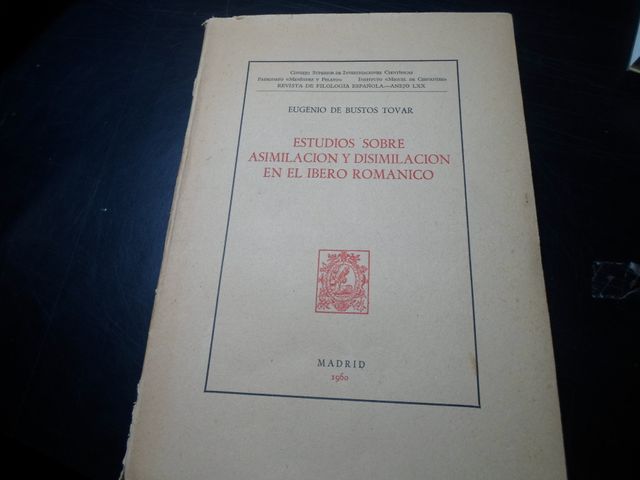 Consejo Superior de Investigaciones Científicas
Patronato «Menéndez y Pelayo» Instituto «Miguel de Cervantes»
REVISTA DE FILOLOGIA ESPAÑOLA.—ANEJO LXX
EUGENIO DE BUSTOS TOVAR
ESTUDIOS SOBRE
ASIMILACION Y DISIMILACION
EN EL IBERO ROMANICO
MADRID
1960